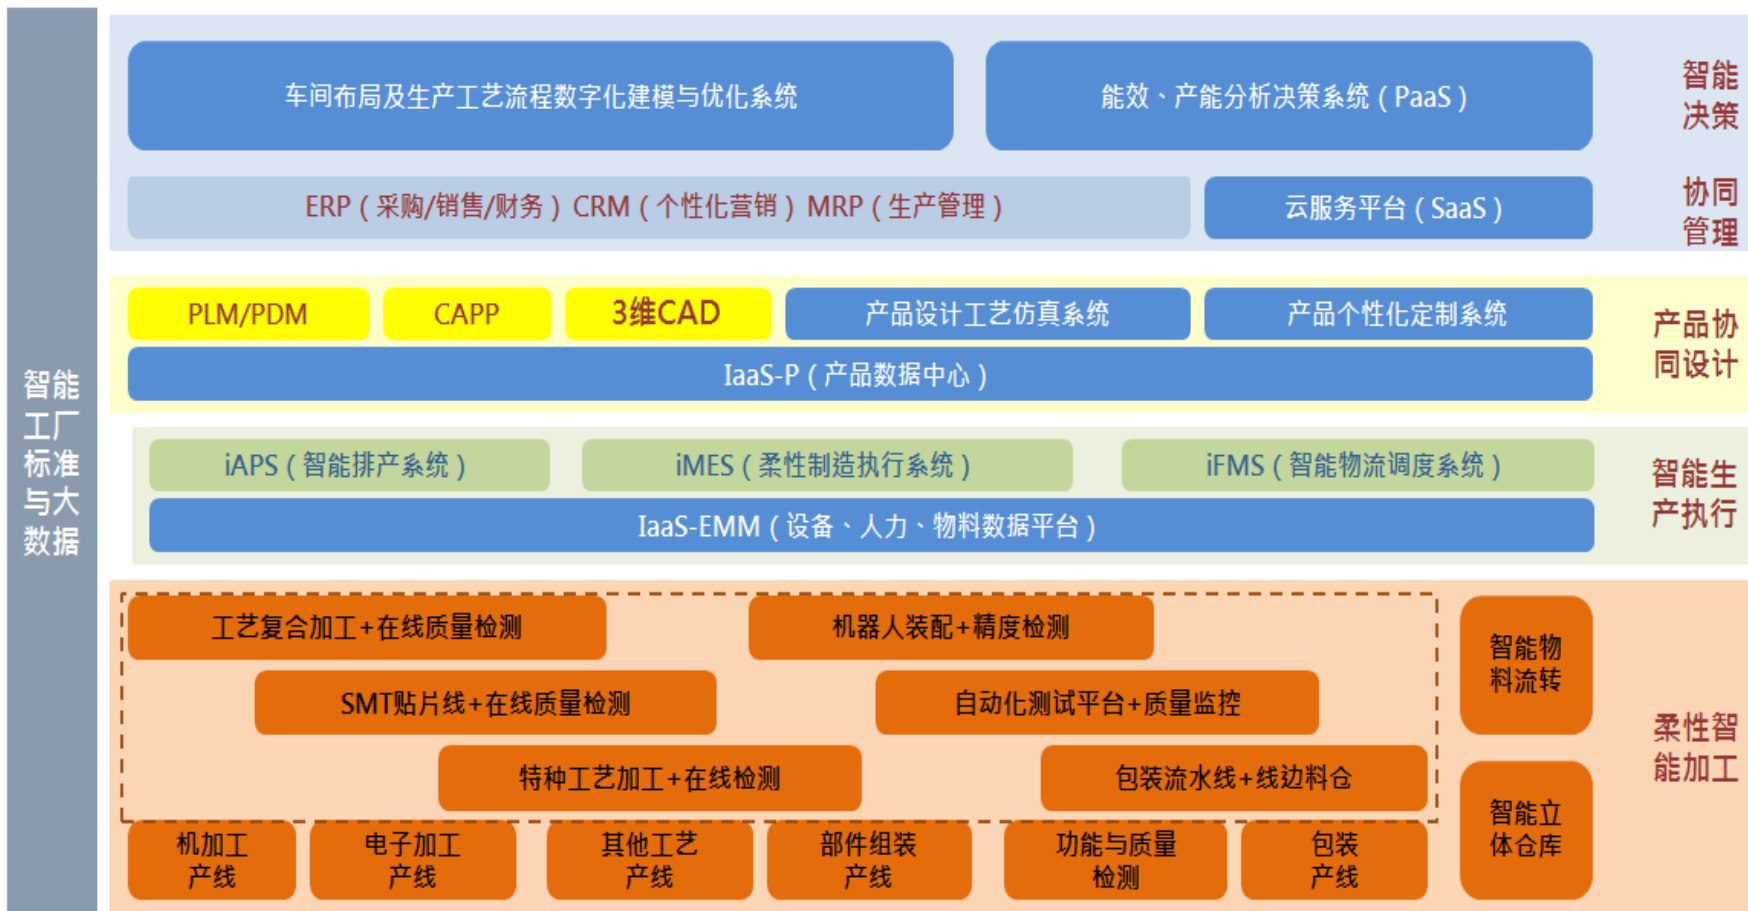 智能
工厂
标准
与大
数据
车间布局及生产工艺流程数字化建模与优化系统
能效、产能分析决策系统（PaaS）
智能
决策
ERP（采购/销售/财务）CRM（个性化营销）MRP（生产管理）
云服务平台（SaaS）
协同
管理
PLM/PDM
CAPP
3维CAD
产品设计工艺仿真系统
产品个性化定制系统
IaaS-P（产品数据中心）
产品协
同设计
iAPS（智能排产系统）
iMES（柔性制造执行系统）
iFMS（智能物流调度系统）
IaaS-EMM（设备、人力、物料数据平台）
智能生
产执行
工艺复合加工+在线质量检测
机器人装配+精度检测
SMT贴片线+在线质量检测
自动化测试平台+质量监控
特种工艺加工+在线检测
包装流水线+线边料仓
智能物
料流转
智能立
体仓库
柔性智
能加工
机加工
产线
电子加工
产线
其他工艺
产线
部件组装
产线
功能与质量
检测
包装
产线